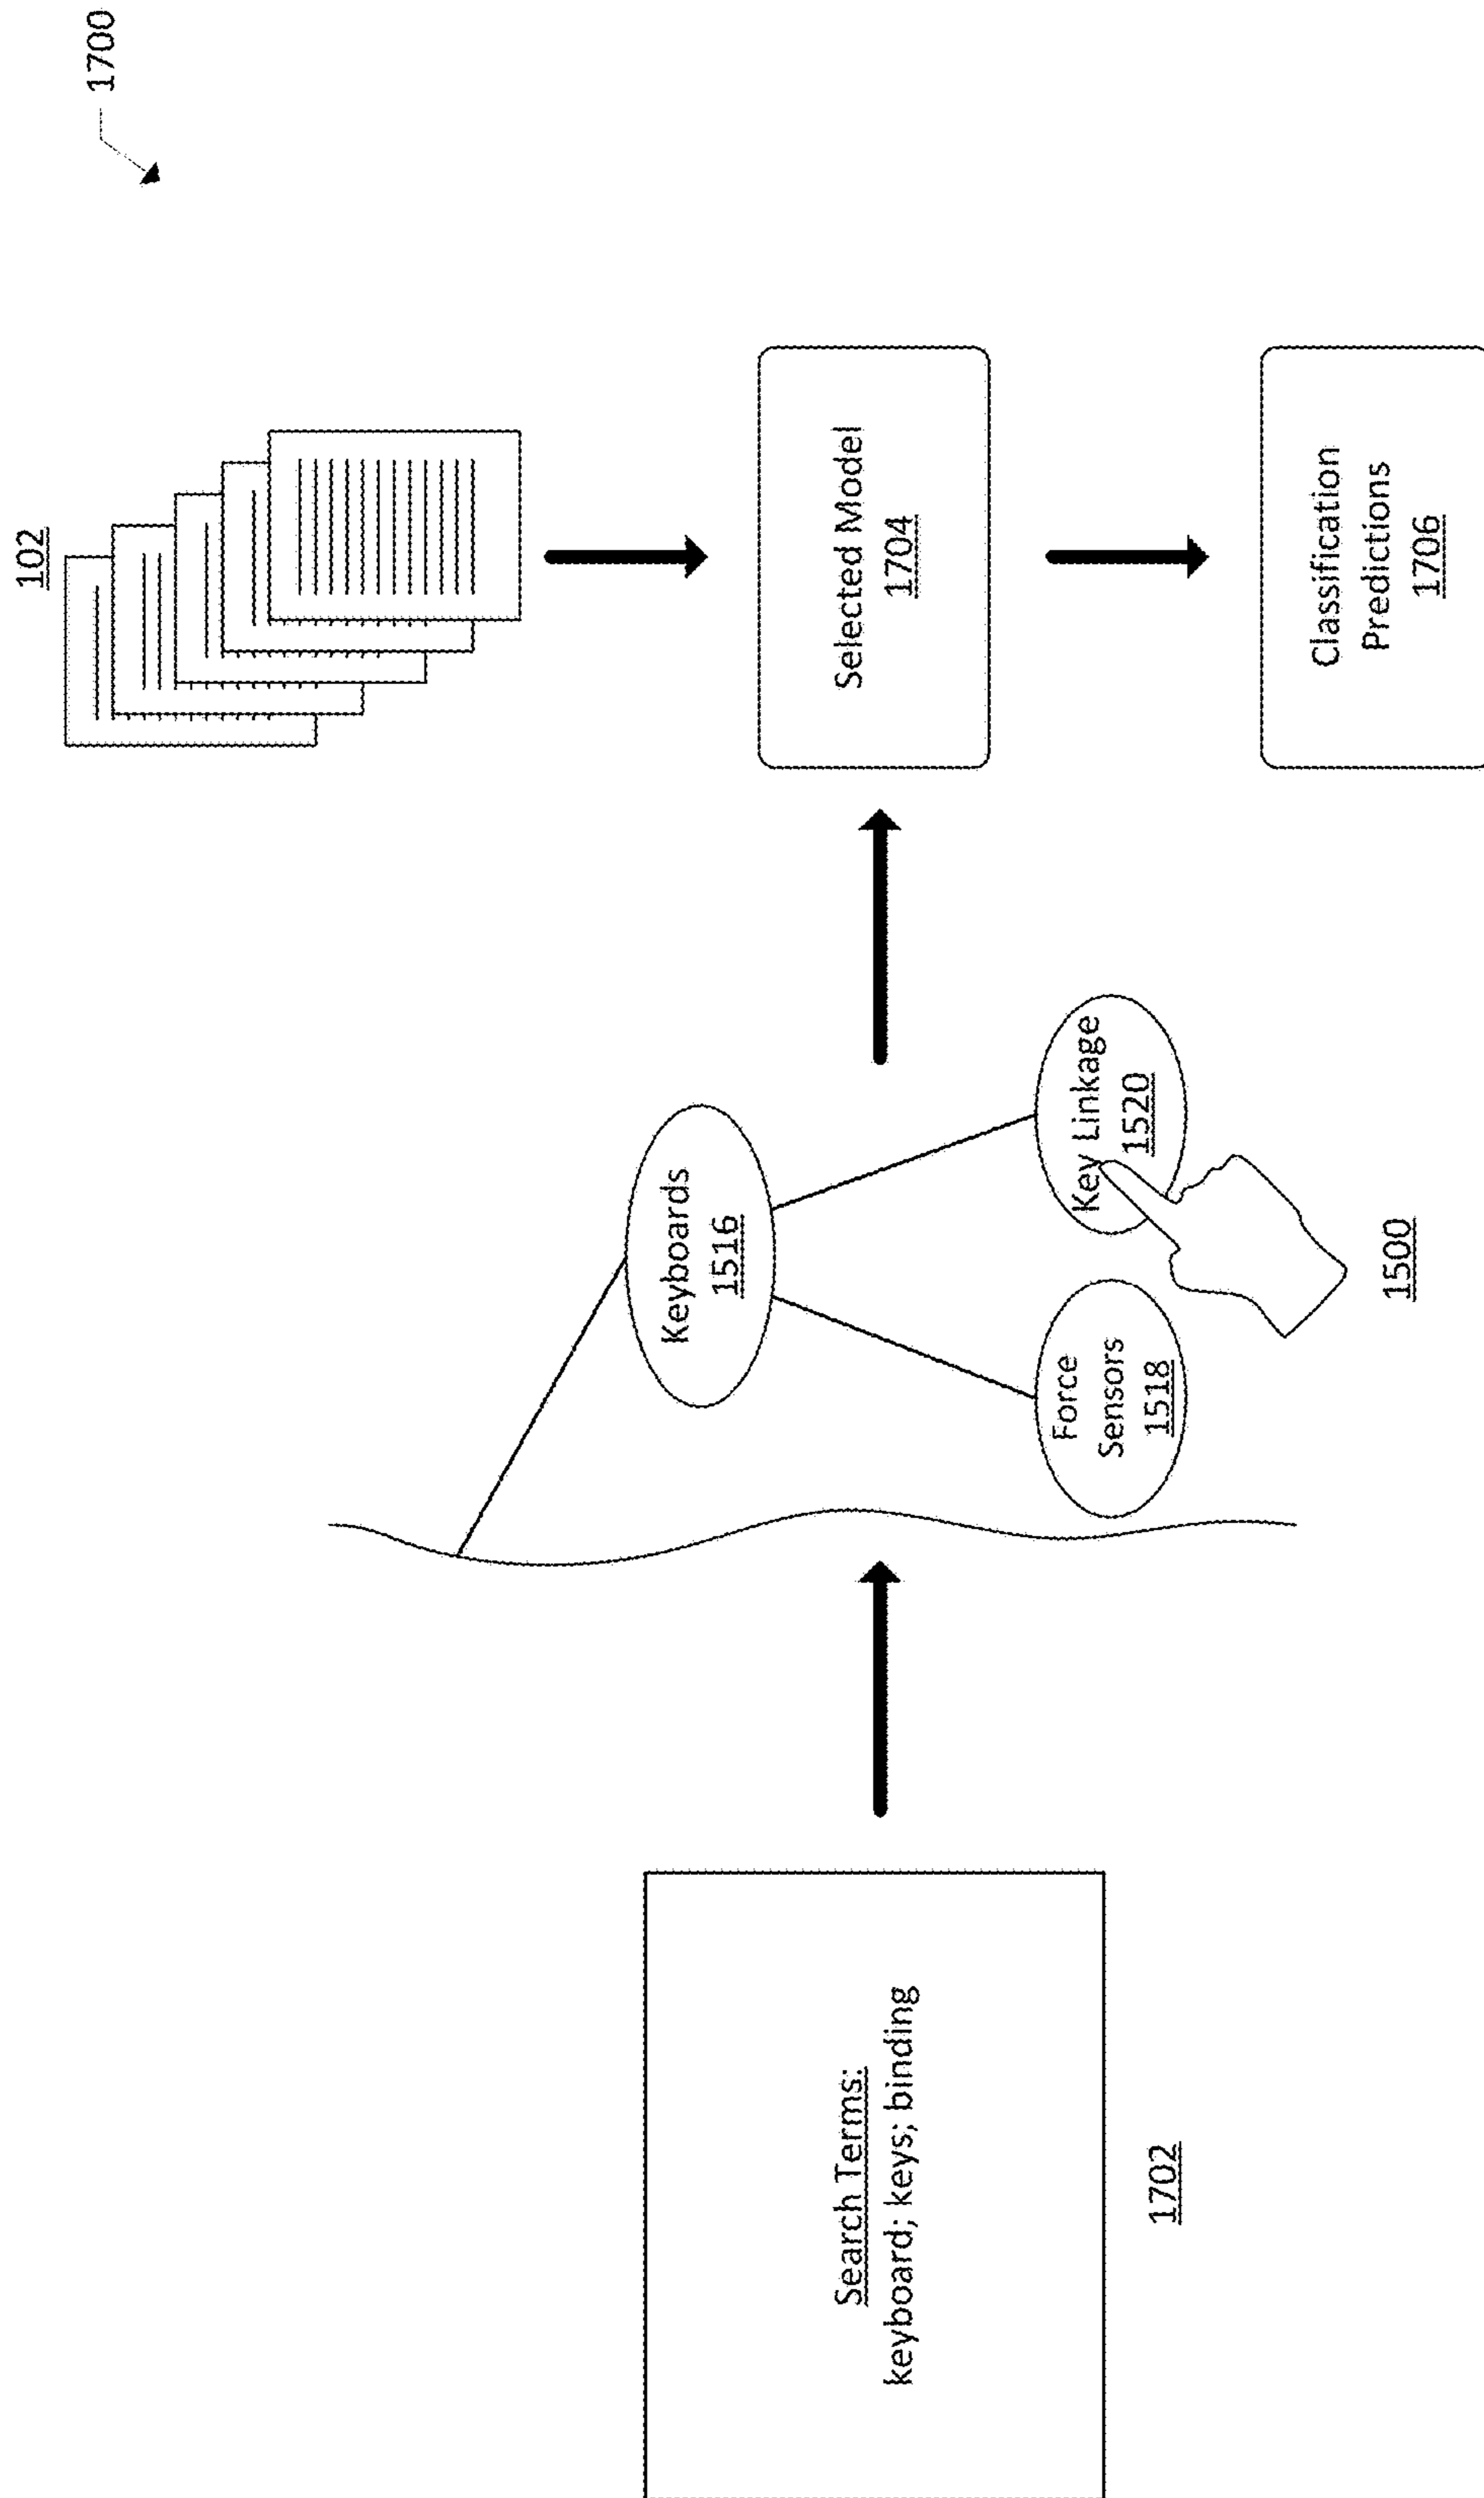 1700
102
Search Terms:
keyboard; keys; binding
1702
Keyboards
1516
Force
Sensors
1518
Key Linkage
1520
1500
Selected Model
1704
Classification
Predictions
1706